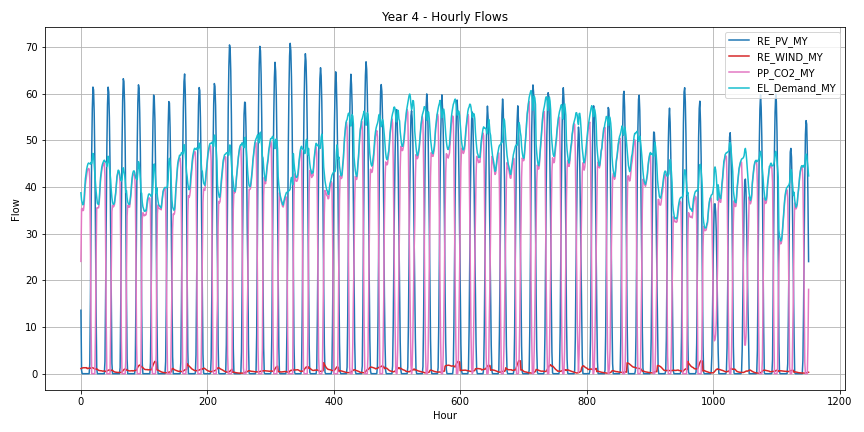 Year 4 - Hourly Flows
RE_PV_MY
RE_WIND_MY
PP_CO2_MY
EL_Demand_MY
70
60
50
40
30
20
10
0
Flow
0
200
400
600
800
1000
1200
Hour